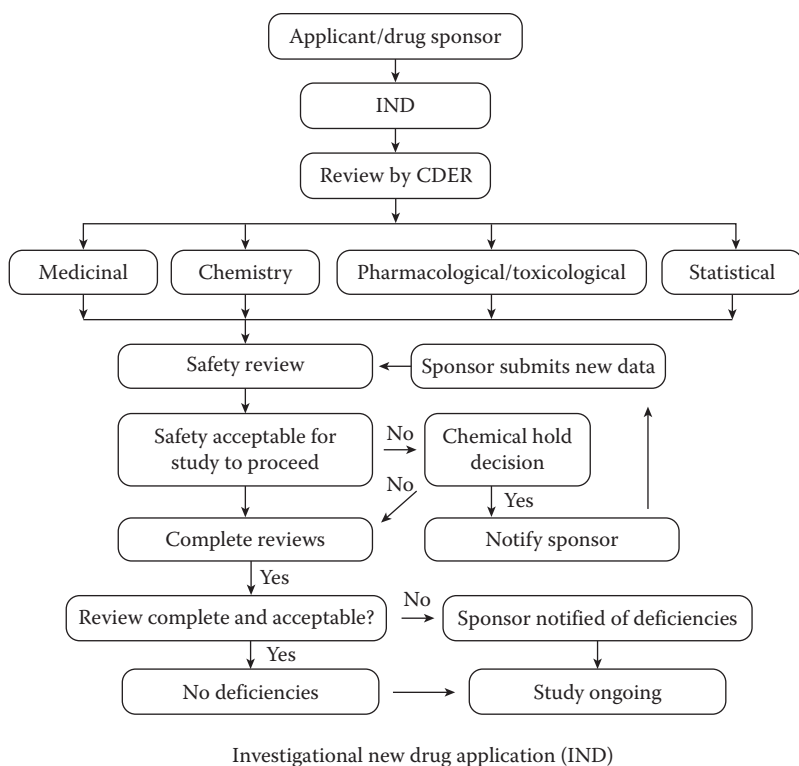 Applicant/drug sponsor
IND
Review by CDER
Medicinal
Chemistry
Pharmacological/toxicological
Statistical
Safety review
Sponsor submits new data
Safety acceptable for
study to proceed
No
Chemical hold
decision
No
Yes
Complete reviews
Notify sponsor
Yes
Review complete and acceptable?
No
Sponsor notified of deficiencies
Yes
No deficiencies
Study ongoing
Investigational new drug application (IND)